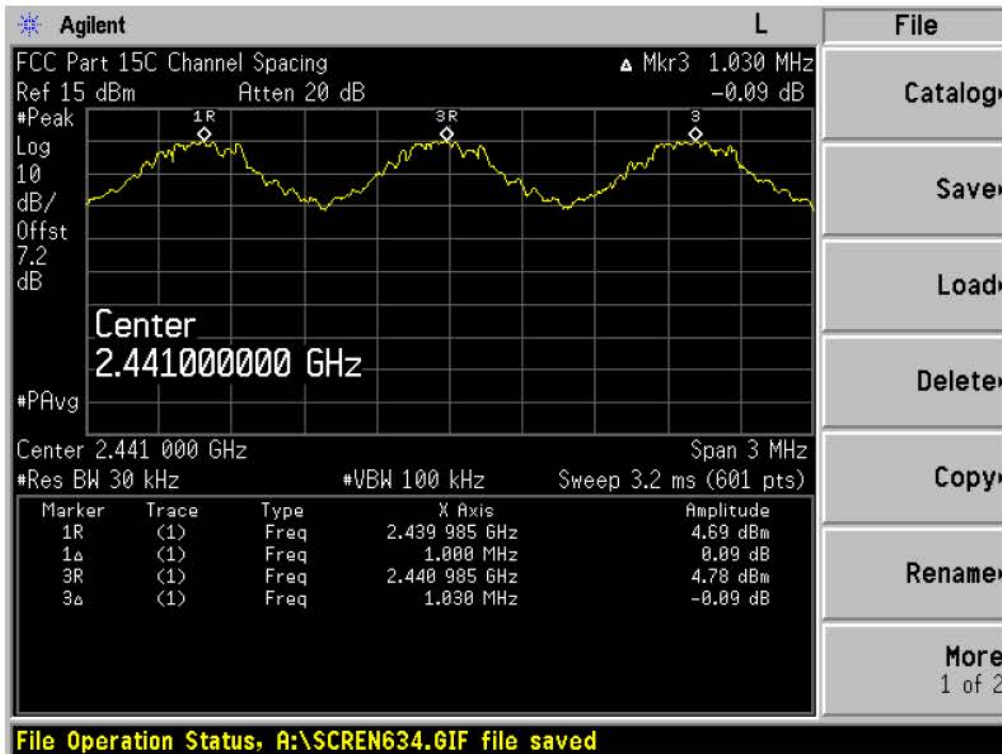 Agilent L File
FCC Part 15C Channel Spacing Δ Mkr3 1.030 MHz
Ref 15 dBm Atten 20 dB -0.09 dB
#Peak
1R 3R 3
Log
10
dB/
Offst
7.2
dB
Center
2.441000000 GHz
#PAvg
Center 2.441 000 GHz Span 3 MHz
#Res BW 30 kHz #VBW 100 kHz Sweep 3.2 ms (601 pts)
Marker Trace Type X Axis Amplitude
1R (1) Freq 2.439 985 GHz 4.69 dBm
1Δ (1) Freq 1.000 MHz 0.09 dB
3R (1) Freq 2.440 985 GHz 4.78 dBm
3Δ (1) Freq 1.030 MHz -0.09 dB
Catalog
Save
Load
Delete
Copy
Rename
More
1 of 2
File Operation Status, A:\SCREN634.GIF file saved